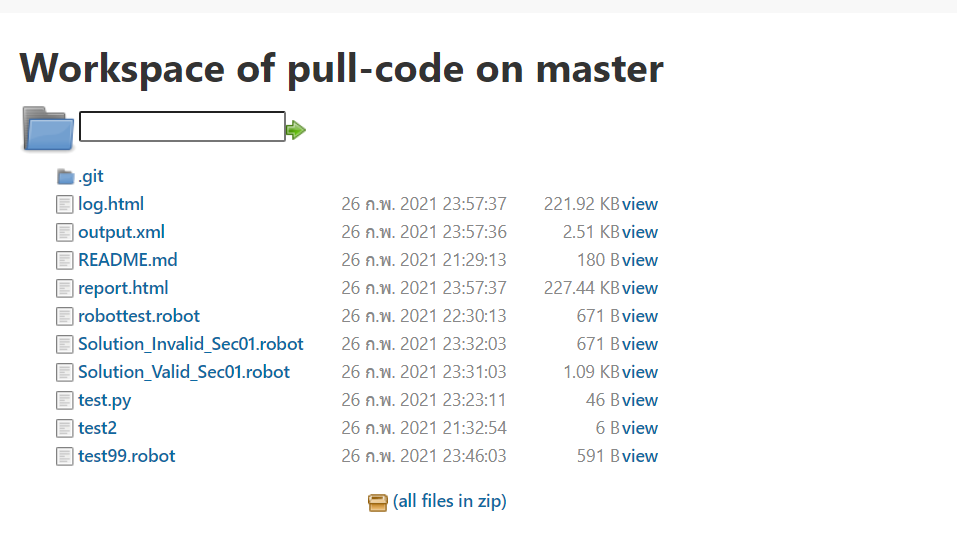 Workspace of pull-code on master
.git
log.html 26 ก.พ. 2021 23:57:37 221.92 KB view
output.xml 26 ก.พ. 2021 23:57:36 2.51 KB view
README.md 26 ก.พ. 2021 21:29:13 180 B view
report.html 26 ก.พ. 2021 23:57:37 227.44 KB view
robottest.robot 26 ก.พ. 2021 22:30:13 671 B view
Solution_Invalid_Sec01.robot 26 ก.พ. 2021 23:32:03 671 B view
Solution_Valid_Sec01.robot 26 ก.พ. 2021 23:31:03 1.09 KB view
test.py 26 ก.พ. 2021 23:23:11 46 B view
test2 26 ก.พ. 2021 21:32:54 6 B view
test99.robot 26 ก.พ. 2021 23:46:03 591 B view
(all files in zip)